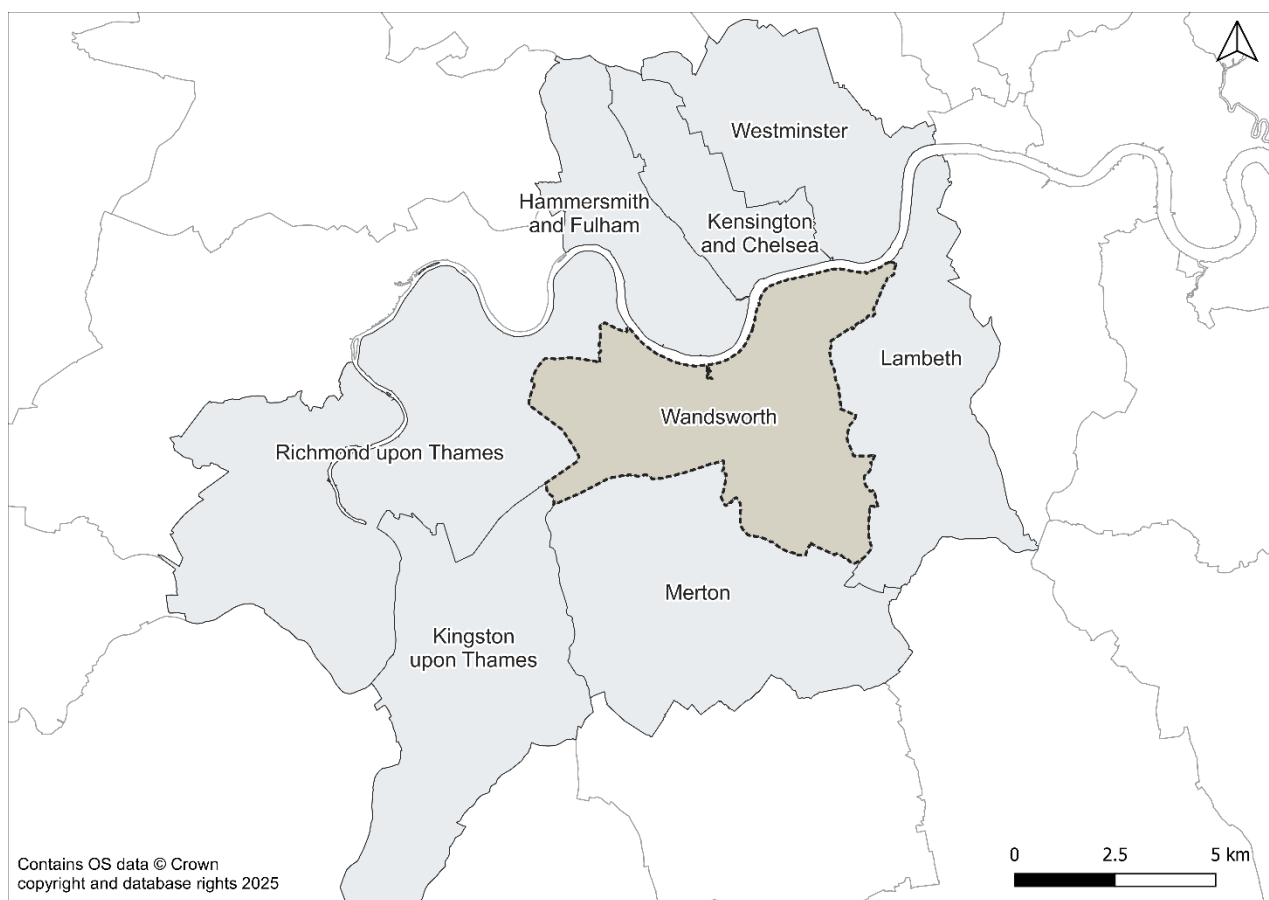 Westminster
Hammersmith
and Fulham
Kensington
and Chelsea
Lambeth
Wandsworth
Richmond upon Thames
Merton
Kingston
upon Thames
Contains OS data © Crown
copyright and database rights 2025
0 2.5 5 km